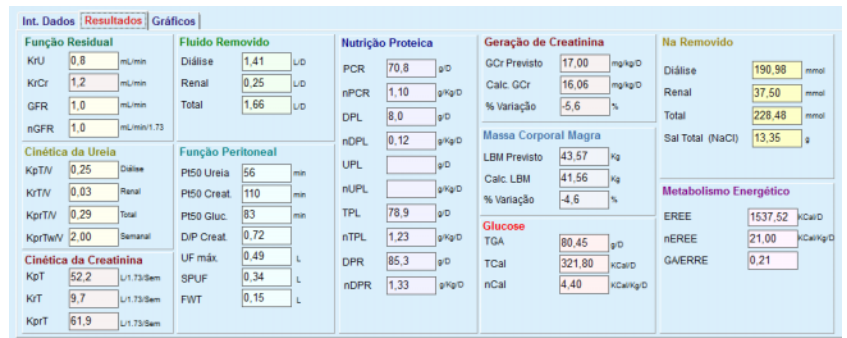 Int. Dados Resultados Gráficos
Função Residual
KrU 0,8 mL/min
KrCr 1,2 mL/min
GFR 1,0 mL/min
nGFR 1,0 mL/min/1.73
Cinética da Ureia
KpT/V 0,25 Diálise
KrT/V 0,03 Renal
KprT/V 0,29 Total
KprTw/V 2,00 Semanal
Cinética da Creatinina
KpT 52,2 L/1.73/Sem
KrT 9,7 L/1.73/Sem
KprT 61,9 L/1.73/Sem
Fluido Removido
Diálise 1,41 L/D
Renal 0,25 L/D
Total 1,66 L/D
Função Peritoneal
Pt50 Ureia 56 min
Pt50 Creat. 110 min
Pt50 Gluc. 83 min
D/P Creat. 0,72
UF máx. 0,49 L
SPUF 0,34 L
FWT 0,15 L
Nutrição Proteica
PCR 70,8 g/D
nPCR 1,10 g/Kg/D
DPL 8,0 g/D
nDPL 0,12 g/Kg/D
UPL g/D
nUPL g/Kg/D
TPL 78,9 g/D
nTPL 1,23 g/Kg/D
DPR 85,3 g/D
nDPR 1,33 g/Kg/D
Geração de Creatinina
GCr Previsto 17,00 mg/kg/D
Calc. GCr 16,06 mg/kg/D
% Variação -5,6 %
Massa Corporal Magra
LBM Previsto 43,57 Kg
Calc. LBM 41,56 Kg
% Variação -4,6 %
Glucose
TGA 80,45 g/D
TCal 321,80 KCal/D
nCal 4,40 KCal/Kg/D
Na Removido
Diálise 190,98 mmol
Renal 37,50 mmol
Total 228,48 mmol
Sal Total (NaCl) 13,35 g
Metabolismo Energético
EREE 1537,52 KCal/D
nEREE 21,00 KCal/Kg/D
GA/ERRE 0,21